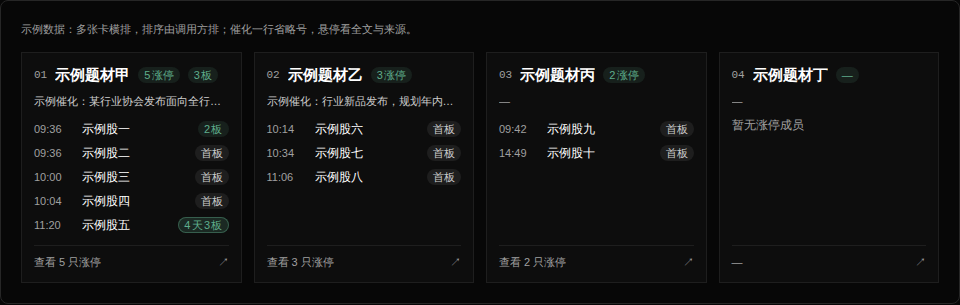 示例数据：多张卡横排，排序由调用方排；催化一行省略号，悬停看全文与来源。
01 示例题材甲 5涨停 3板
示例催化：某行业协会发布面向全行…
09:36 示例股一 2板
09:36 示例股二 首板
10:00 示例股三 首板
10:04 示例股四 首板
11:20 示例股五 4天3板
查看 5 只涨停 ↗
02 示例题材乙 3涨停
示例催化：行业新品发布，规划年内…
10:14 示例股六 首板
10:34 示例股七 首板
11:06 示例股八 首板
查看 3 只涨停 ↗
03 示例题材丙 2涨停
—
09:42 示例股九 首板
14:49 示例股十 首板
查看 2 只涨停 ↗
04 示例题材丁 —
—
暂无涨停成员
— ↗